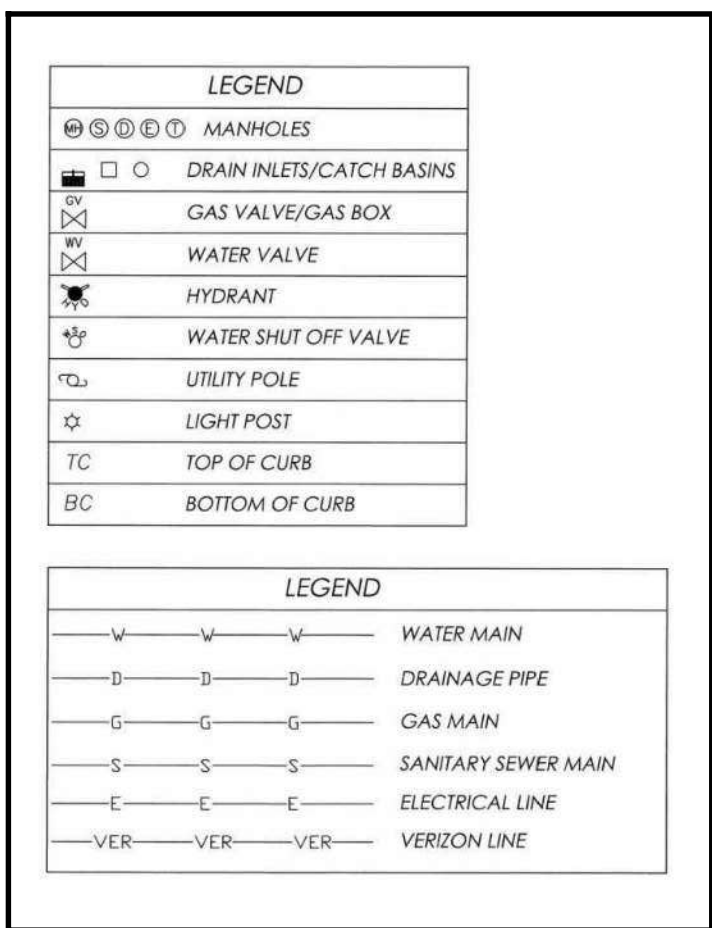 LEGEND
MH S D E T MANHOLES
DRAIN INLETS/CATCH BASINS
GV
GAS VALVE/GAS BOX
WV
WATER VALVE
HYD
HYDRANT
WSO
WATER SHUT OFF VALVE
UTILITY POLE
LIGHT POST
TC TOP OF CURB
BC BOTTOM OF CURB
LEGEND
W W W WATER MAIN
D D D DRAINAGE PIPE
G G G GAS MAIN
S S S SANITARY SEWER MAIN
E E E ELECTRICAL LINE
VER VER VER VERIZON LINE